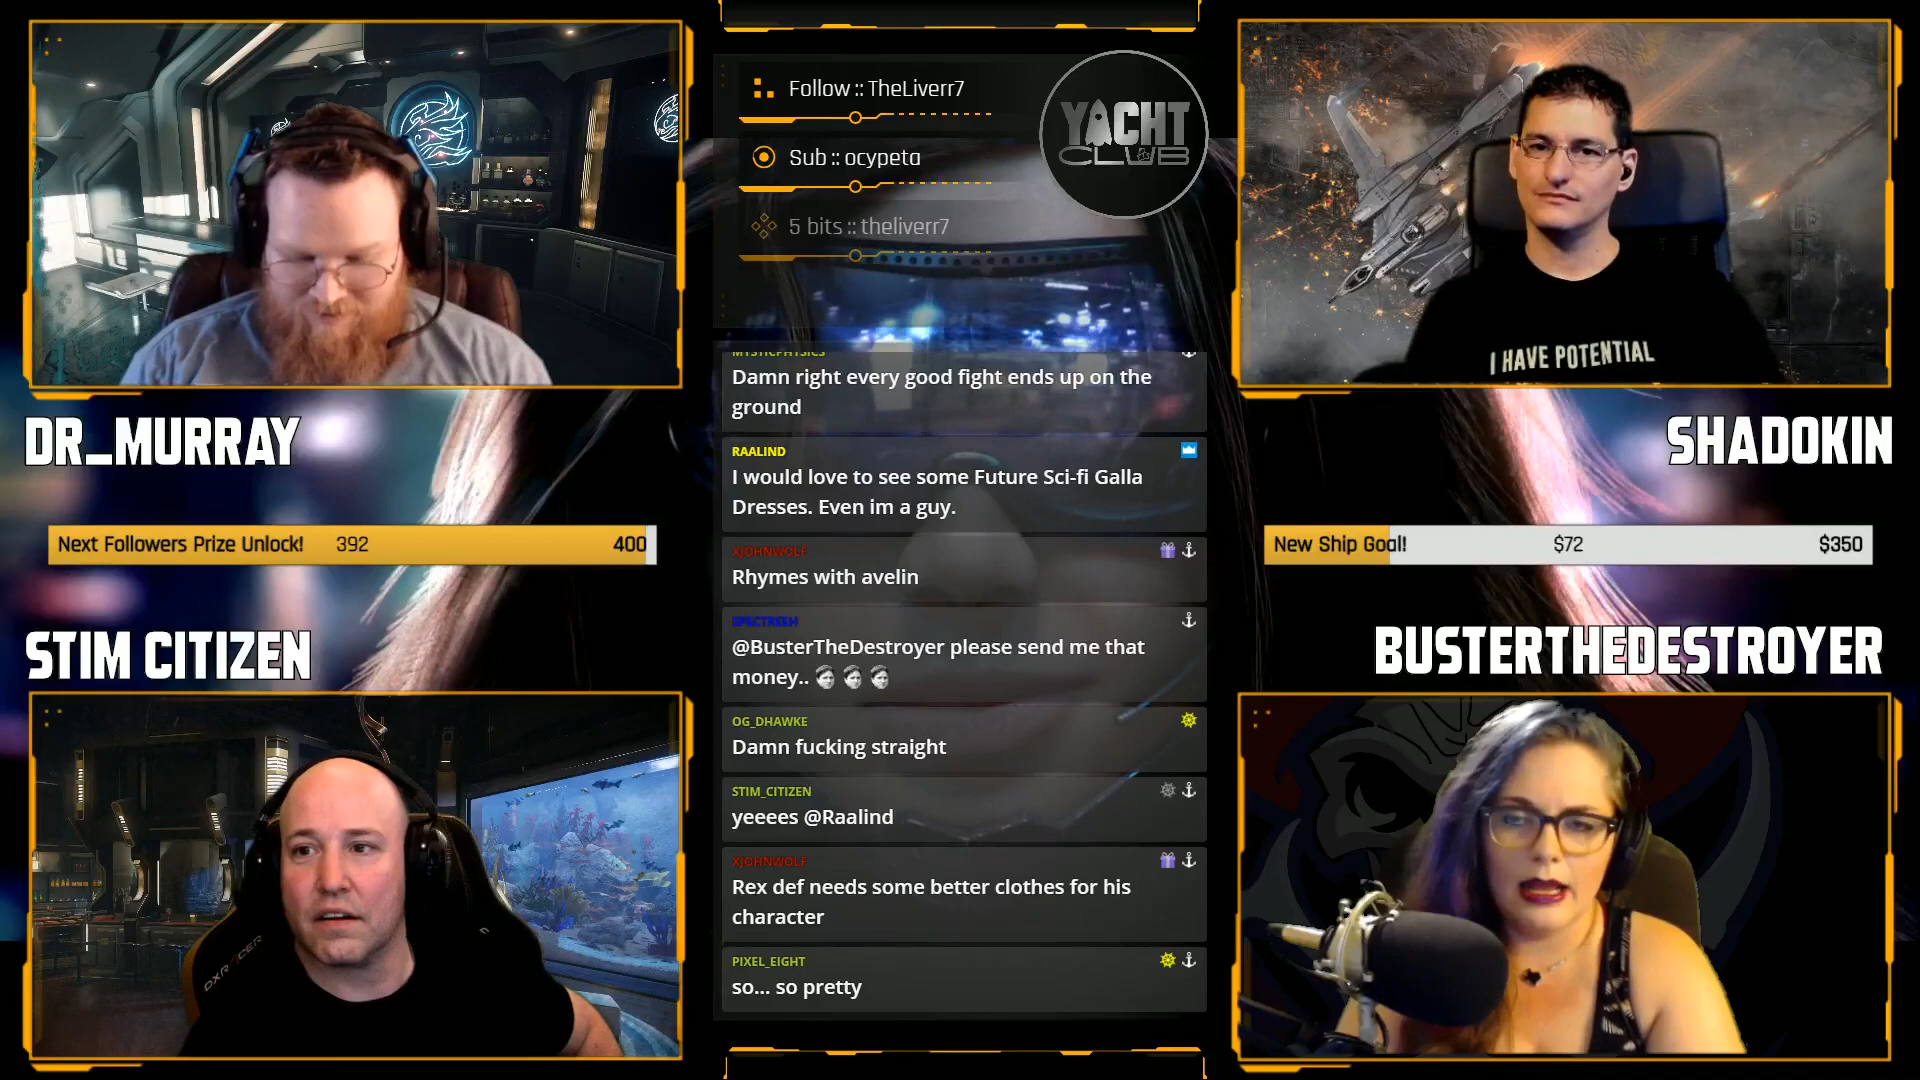 Follow :: TheLiverr7
Sub :: ocypeta
5 bits :: theliverr7
YACHT
CLUB
I HAVE POTENTIAL
DR_MURRAY
SHADOKIN
Next Followers Prize Unlock! 392 400
New Ship Goal! $72 $350
STIM CITIZEN
BUSTERTHEDESTROYER
MYSTICPHYSICS
Damn right every good fight ends up on the
ground
RAALIND
I would love to see some Future Sci-fi Galla
Dresses. Even im a guy.
XJOHNWOLF
Rhymes with avelin
@BusterTheDestroyer please send me that
money..
OG_DHAWKE
Damn fucking straight
STIM_CITIZEN
yeeees @Raalind
XJOHNWOLF
Rex def needs some better clothes for his
character
PIXEL_EIGHT
so... so pretty
DXRACER